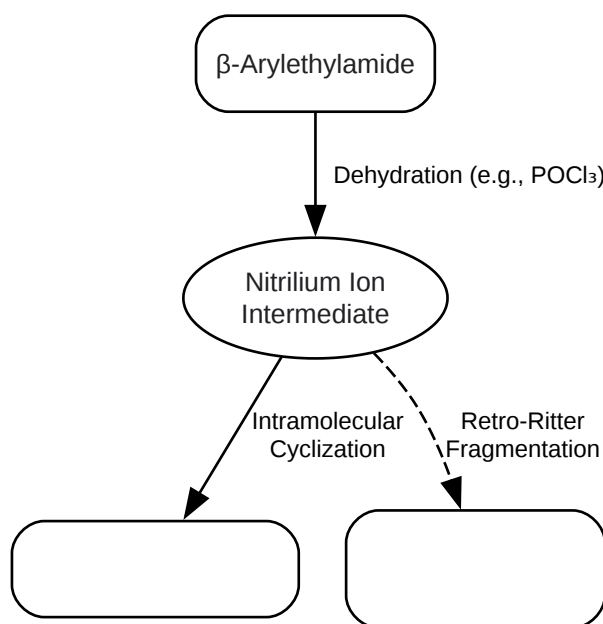 β-Arylethylamide
Dehydration (e.g., POCl₃)
Nitrilium Ion
Intermediate
Intramolecular
Cyclization
Retro-Ritter
Fragmentation